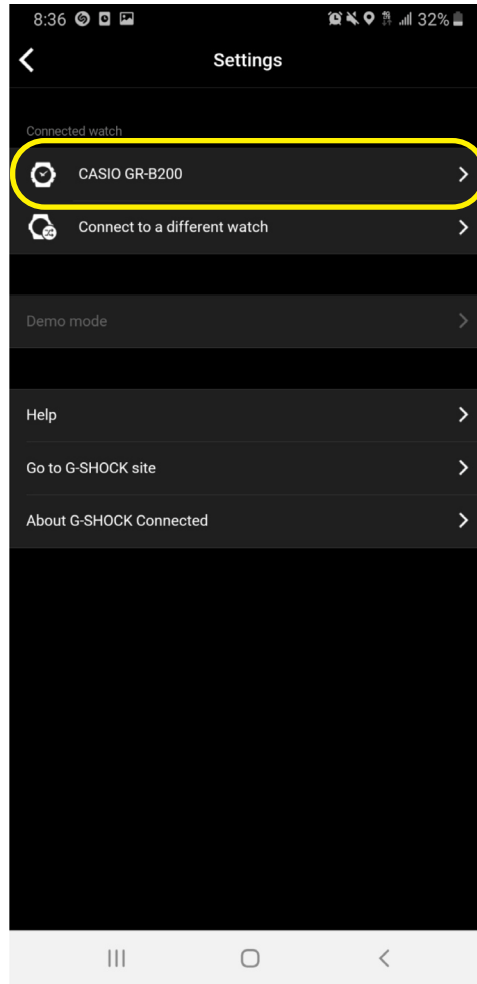 8:36 32%
Settings
Connected watch
CASIO GR-B200
Connect to a different watch
Demo mode
Help
Go to G-SHOCK site
About G-SHOCK Connected